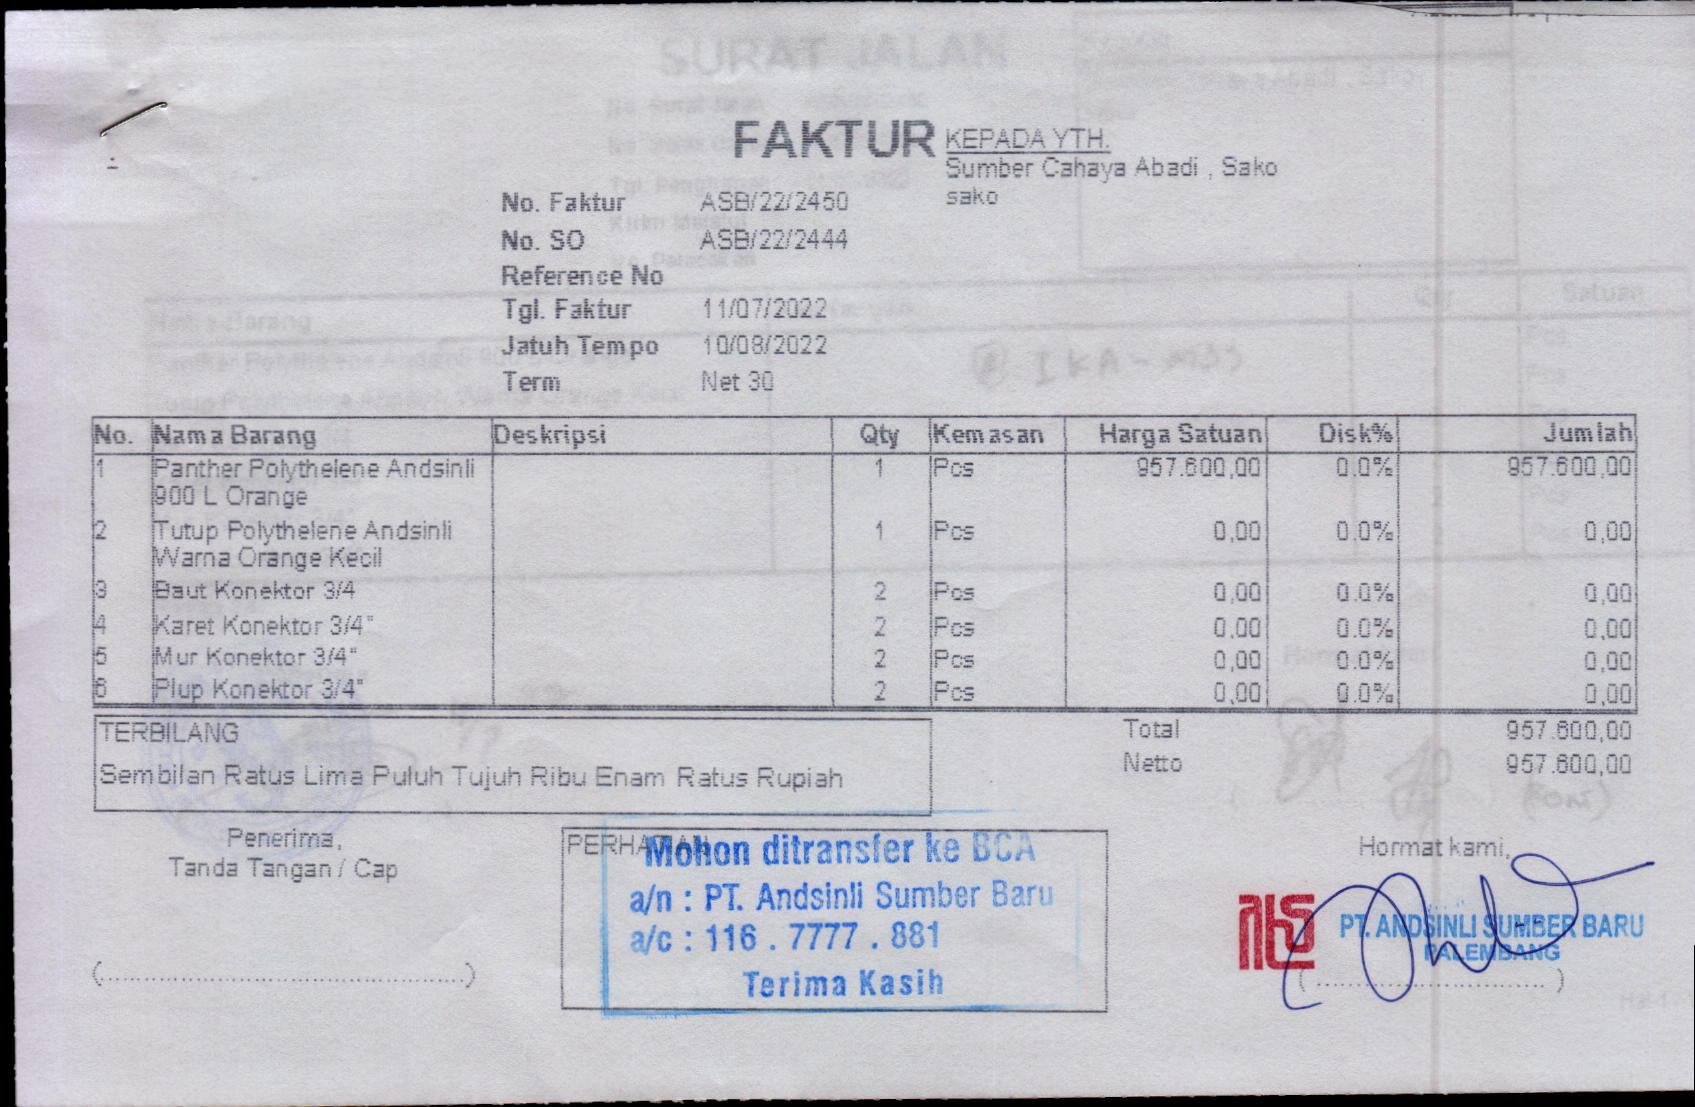 FAKTUR
KEPADA YTH.
Sumber Cahaya Abadi , Sako
sako
No. Faktur ASB/22/2450
No. SO ASB/22/2444
Reference No
Tgl. Faktur 11/07/2022
Jatuh Tempo 10/08/2022
Term Net 30
No. Nama Barang Deskripsi Qty Kemasan Harga Satuan Disk% Jumlah
1 Panther Polythelene Andsinli 1 Pcs 957.600,00 0.0% 957.600,00
900 L Orange
2 Tutup Polythelene Andsinli 1 Pcs 0,00 0.0% 0,00
Warna Orange Kecil
3 Baut Konektor 3/4 2 Pcs 0,00 0.0% 0,00
4 Karet Konektor 3/4" 2 Pcs 0,00 0.0% 0,00
5 Mur Konektor 3/4" 2 Pcs 0,00 0.0% 0,00
6 Plup Konektor 3/4" 2 Pcs 0,00 0.0% 0,00
Total 957.600,00
Netto 957.600,00
TERBILANG
Sembilan Ratus Lima Puluh Tujuh Ribu Enam Ratus Rupiah
Penerima,
Tanda Tangan / Cap
(..............................................)
PERHATIAN
Mohon ditransfer ke BCA
a/n : PT. Andsinli Sumber Baru
a/c : 116 . 7777 . 881
Terima Kasih
Hormat kami,
PT. ANDSINLI SUMBER BARU
PALEMBANG
(..............................)